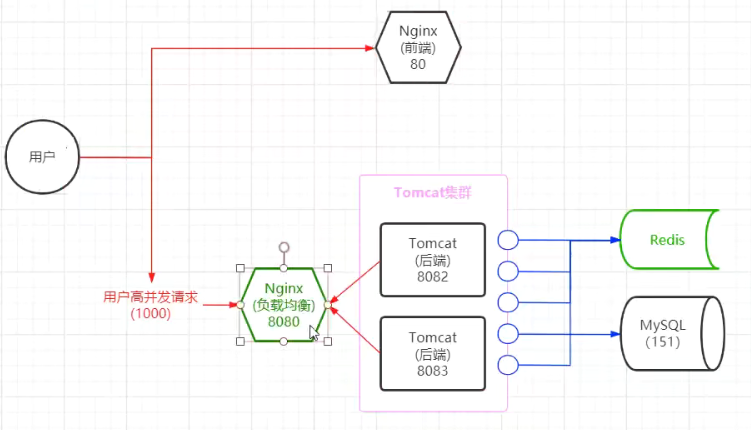 Nginx
(前端)
80
用户
Tomcat集群
Tomcat
(后端)
8082
Redis
用户高并发请求
(1000)
Nginx
(负载均衡)
8080
Tomcat
(后端)
8083
MySQL
（151）